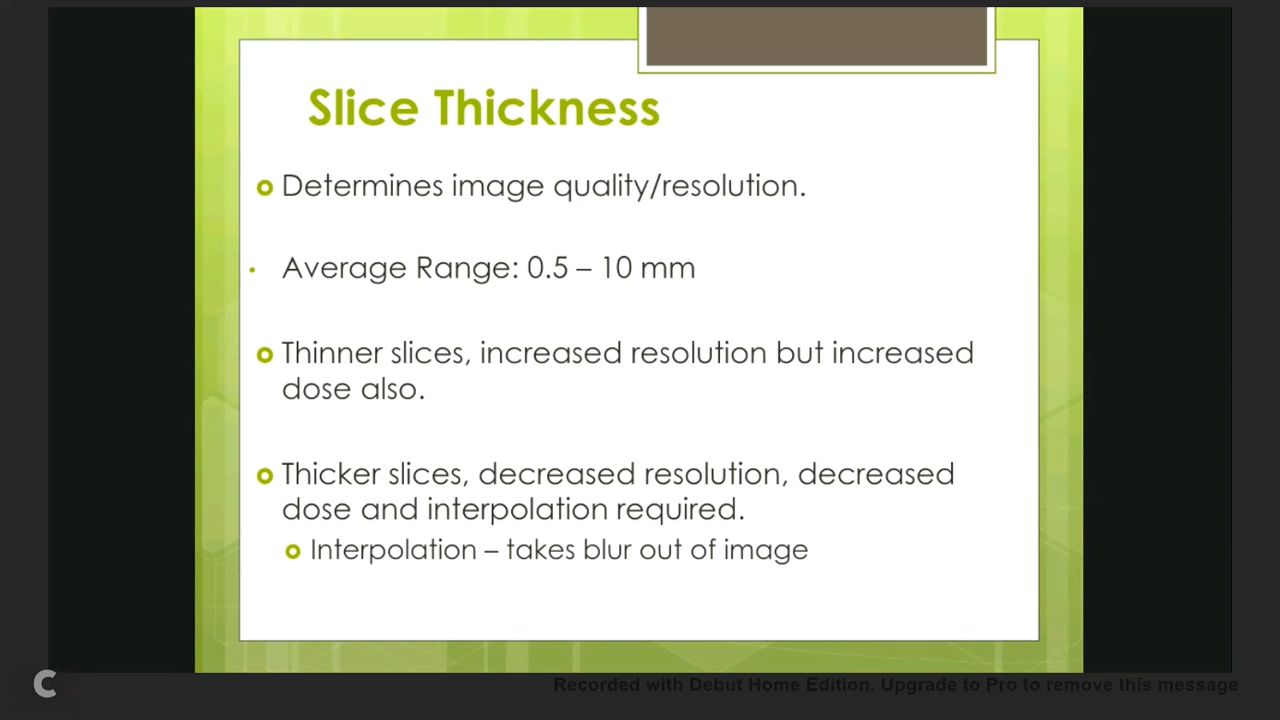 Slice Thickness
Determines image quality/resolution.
Average Range: 0.5 – 10 mm
Thinner slices, increased resolution but increased
dose also.
Thicker slices, decreased resolution, decreased
dose and interpolation required.
Interpolation – takes blur out of image
C
Recorded with Debut Home Edition. Upgrade to Pro to remove this message